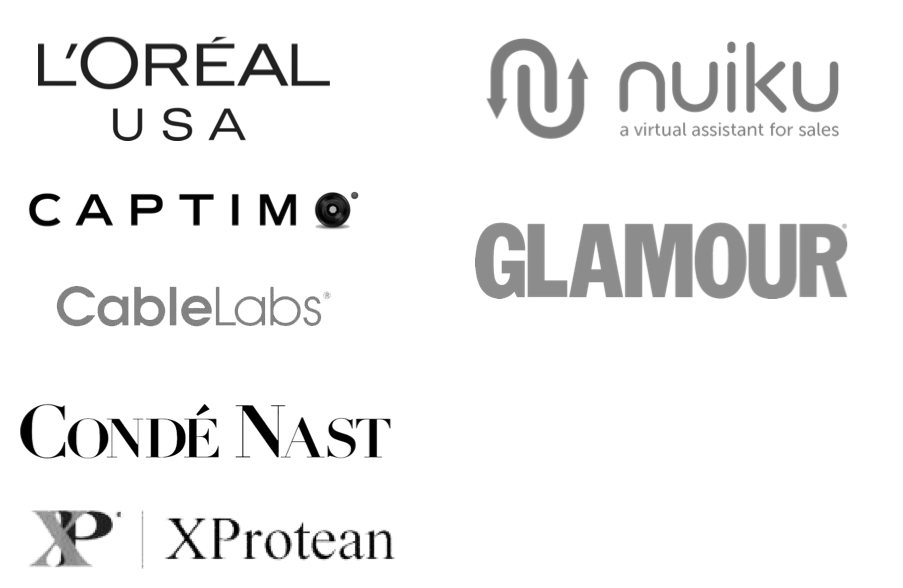 L'ORÉAL
USA
CAPTIMO
CableLabs®
CONDÉ NAST
XP
XProtean
nuiku
a virtual assistant for sales
GLAMOUR®